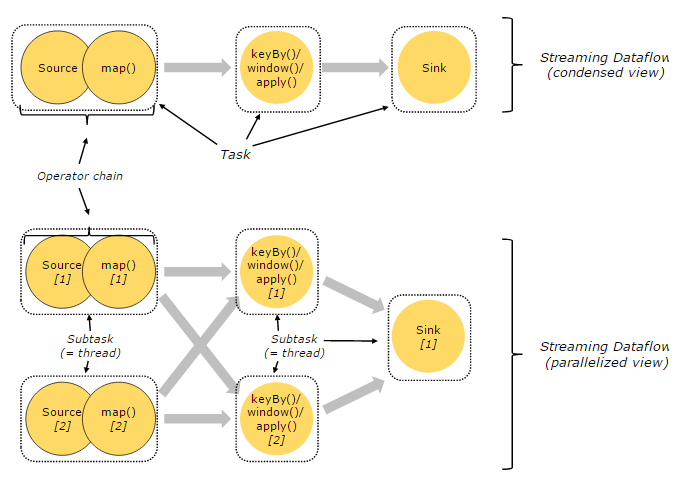 Source
map()
keyBy()/
window()/
apply()
Sink
Streaming Dataflow
(condensed view)
Task
Operator chain
Source
[1]
map()
[1]
keyBy()/
window()/
apply()
[1]
Subtask
(= thread)
Subtask
(= thread)
Sink
[1]
Streaming Dataflow
(parallelized view)
Source
[2]
map()
[2]
keyBy()/
window()/
apply()
[2]